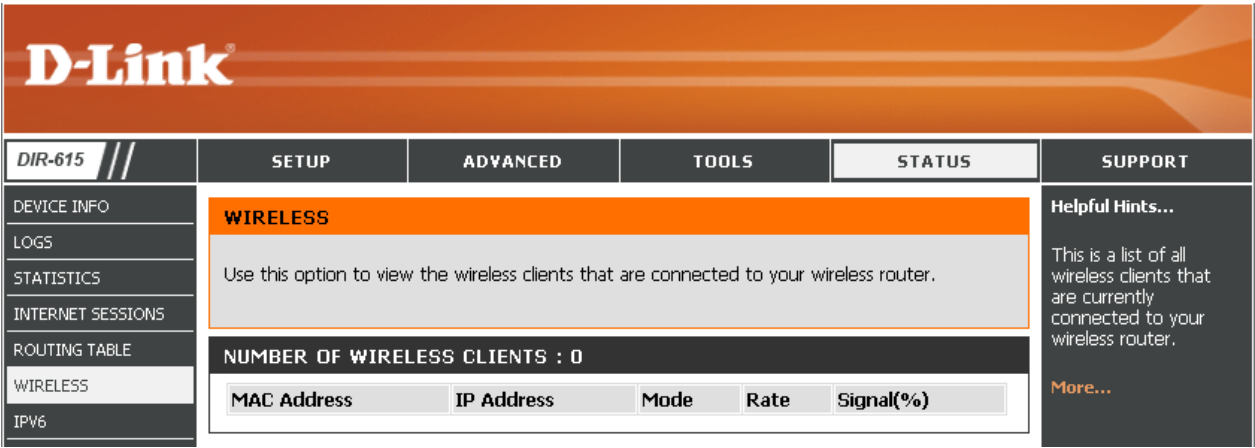 D-Link®
DIR-615
SETUP
ADVANCED
TOOLS
STATUS
SUPPORT
DEVICE INFO
LOGS
STATISTICS
INTERNET SESSIONS
ROUTING TABLE
WIRELESS
IPV6
WIRELESS
Use this option to view the wireless clients that are connected to your wireless router.
NUMBER OF WIRELESS CLIENTS : 0
MAC Address
IP Address
Mode
Rate
Signal(%)
Helpful Hints...
This is a list of all
wireless clients that
are currently
connected to your
wireless router.
More...